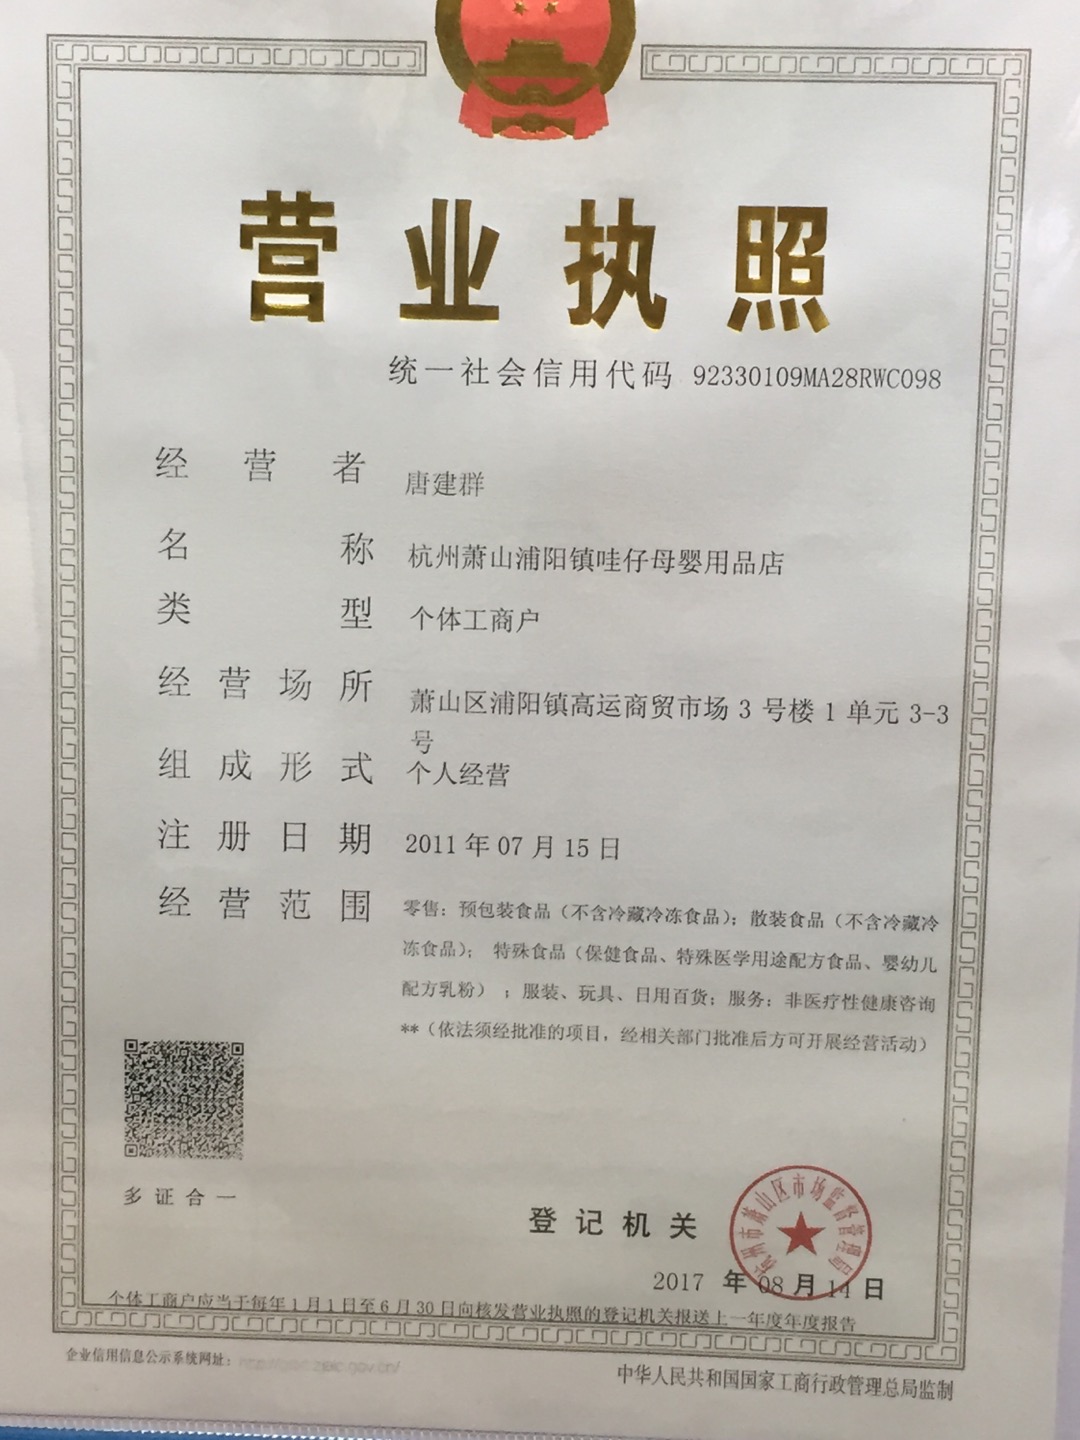 营业执照
统一社会信用代码 92330109MA28RWC098
经营者 唐建群
名称 杭州萧山浦阳镇哇仔母婴用品店
类型 个体工商户
经营场所 萧山区浦阳镇高运商贸市场3号楼1单元3-3
号
组成形式 个人经营
注册日期 2011年07月15日
经营范围 零售：预包装食品（不含冷藏冷冻食品）；散装食品（不含冷藏冷
冻食品）； 特殊食品（保健食品、特殊医学用途配方食品、婴幼儿
配方乳粉）；服装、玩具、日用百货；服务：非医疗性健康咨询
**（依法须经批准的项目，经相关部门批准后方可开展经营活动）
多证合一
登记机关
杭州市萧山区市场监督管理局
2017 年 08 月 14 日
个体工商户应当于每年1月1日至6月30日向核发营业执照的登记机关报送上一年度年度报告
企业信用信息公示系统网址：
中华人民共和国国家工商行政管理总局监制